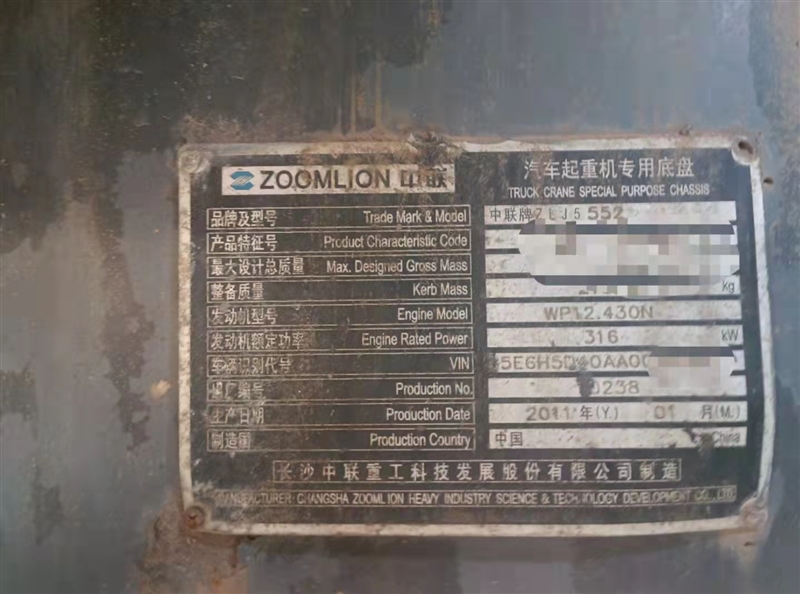 ZOOMLION 中联
汽车起重机专用底盘
TRUCK CRANE SPECIAL PURPOSE CHASSIS
品牌及型号 Trade Mark & Model 中联牌ZLJ5552
产品特征号 Product Characteristic Code
最大设计总质量 Max. Designed Gross Mass
整备质量 Kerb Mass kg
发动机型号 Engine Model WP12.430N
发动机额定功率 Engine Rated Power 316 kW
车辆识别代号 VIN 5E6H5D40AA00
编号 Production No. 0238
生产日期 Production Date 2011 年(Y.) 01 月(M.)
制造国 Production Country 中国 China
长沙中联重工科技发展股份有限公司制造
MANUFACTURER: CHANGSHA ZOOMLION HEAVY INDUSTRY SCIENCE & TECHNOLOGY DEVELOPMENT CO., LTD